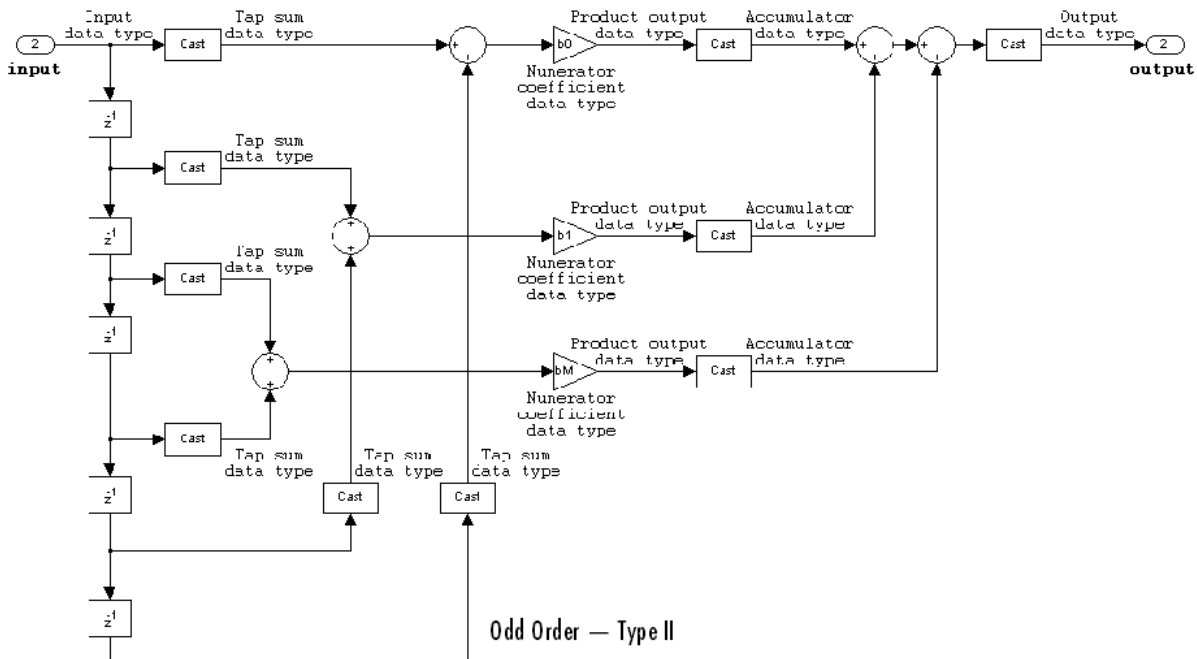 Input
data type
Tap sum
data type
Product output
data type
Accumulator
data type
Output
data type
2
input
Cast
+
+
b0
Cast
+
+
+
+
Cast
2
output
Nunerator
coefficient
data type
z-1
Tap sum
data type
Cast
Product output
data type
Accumulator
data type
z-1
+
+
b1
Cast
Tap sum
data type
Nunerator
coefficient
data type
Cast
z-1
Product output
data type
Accumulator
data type
+
+
bM
Cast
Nunerator
coefficient
data type
Cast
Tap sum
data type
Tap sum
data type
Tap sum
data type
z-1
Cast
Cast
z-1
Odd Order — Type II